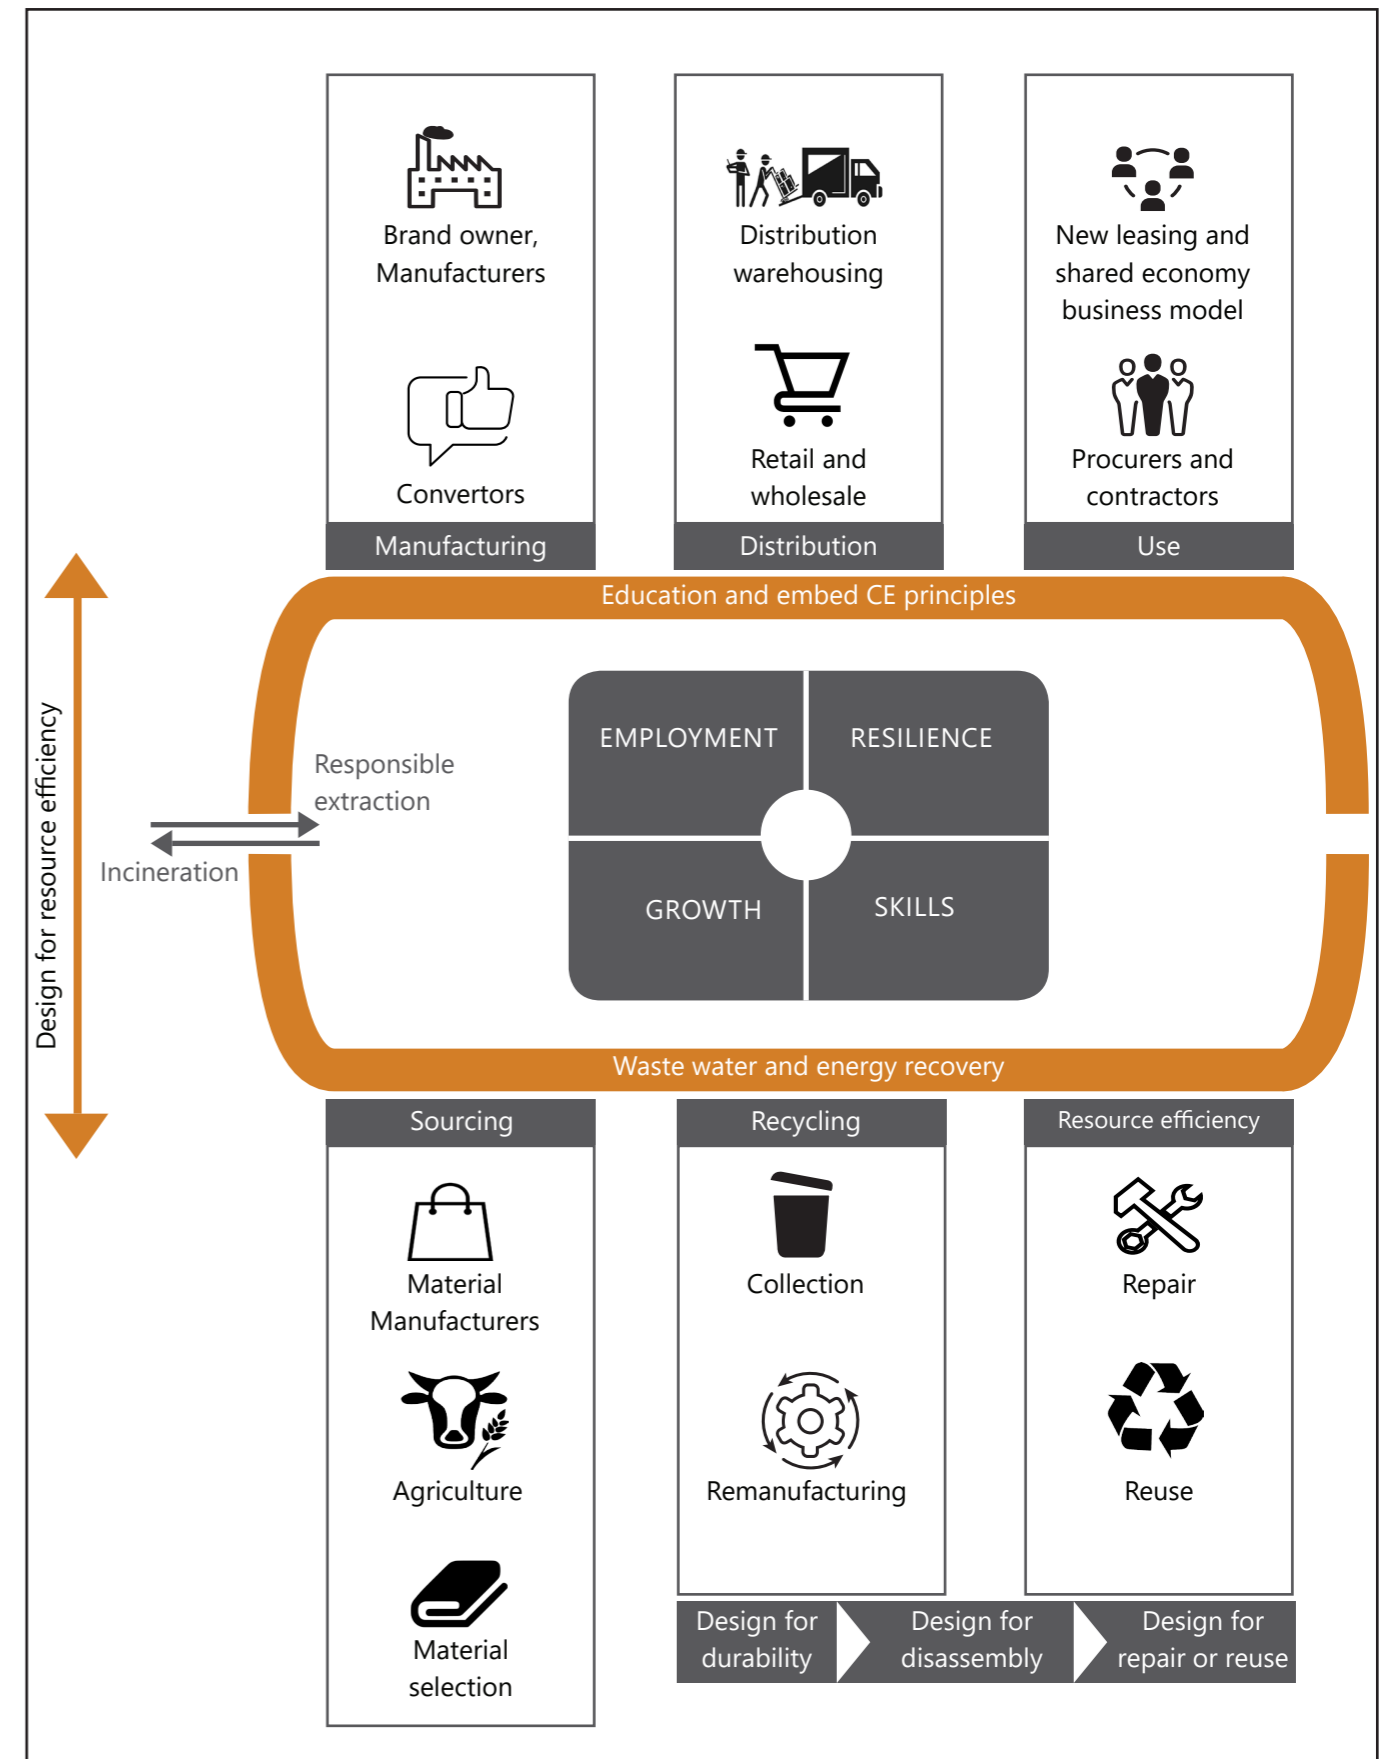 Brand owner,
Manufacturers
Convertors
Manufacturing
Distribution
warehousing
Retail and
wholesale
Distribution
New leasing and
shared economy
business model
Procurers and
contractors
Use
Education and embed CE principles
Design for resource efficiency
Responsible
extraction
Incineration
EMPLOYMENT
RESILIENCE
GROWTH
SKILLS
Waste water and energy recovery
Sourcing
Material
Manufacturers
Agriculture
Material
selection
Recycling
Collection
Remanufacturing
Resource efficiency
Repair
Reuse
Design for
durability
Design for
disassembly
Design for
repair or reuse